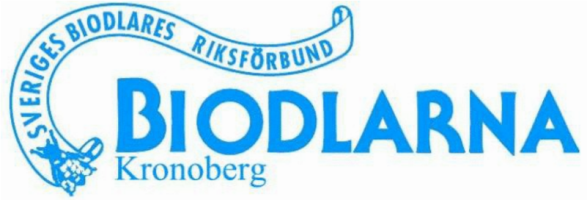 SVERIGES BIODLARES RIKSFÖRBUND
BIODLARNA
Kronoberg